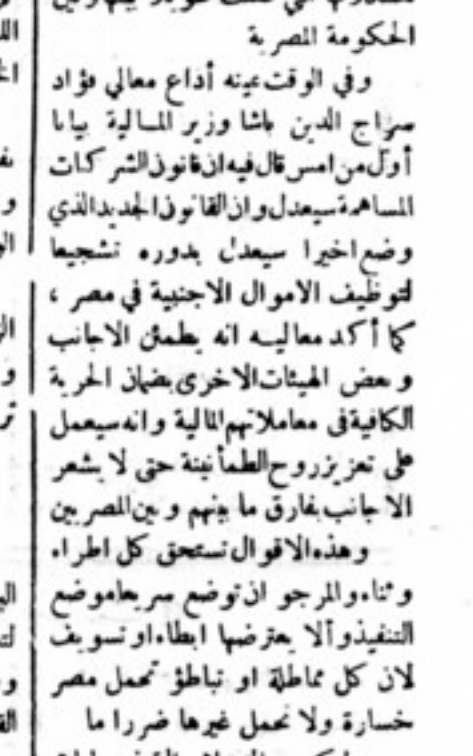 الحكومة المصرية
وفي الوقت عينه أذاع معالي فؤاد
سراج الدين باشا وزير المالية بيانا
أول من امس قال فيه ان قانون الشركات
المساهمة سيعدل وان القانون الجديد الذي
وضع اخيرا سيعدل بدوره تشجيعا
لتوظيف الاموال الاجنبية في مصر ،
كما أكد معاليه انه يطمئن الاجانب
وبعض الهيئات الاخرى بضمان الحرية
الكافية في معاملاتهم المالية وانه سيعمل
على تعزيز روح الطمأنينة حتى لا يشعر
الاجانب بفارق ما بينهم وبين المصريين
وهذه الاقوال تستحق كل اطراء
وثناء والمرجو ان توضع سريعا موضع
التنفيذ وألا يعترضها ابطاء او تسويف
لان كل مماطلة او تباطؤ تحمل مصر
خسارة ولا تحمل غيرها ضررا ما